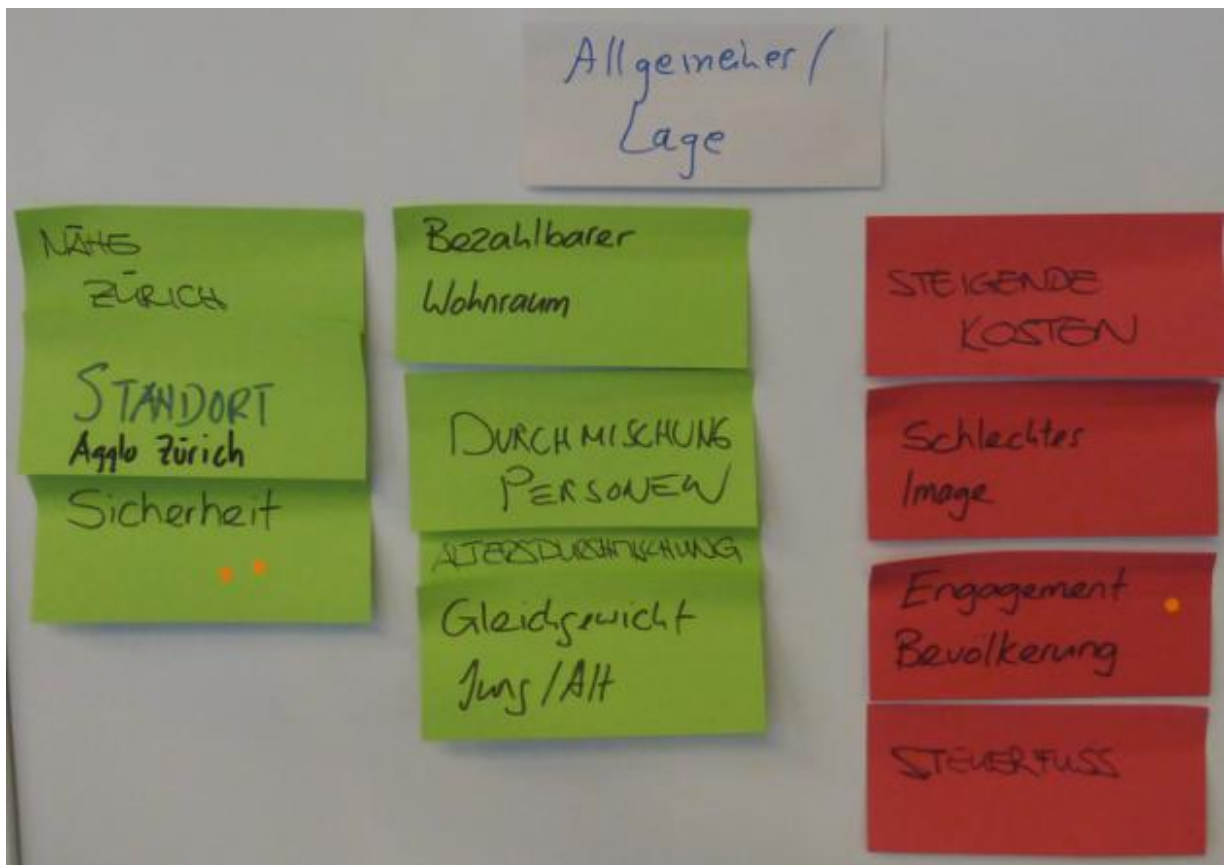 Allgemeiner /
Lage
NÄHE
ZÜRICH
STANDORT
Agglo Zürich
Sicherheit
Bezahlbarer
Wohnraum
DURCHMISCHUNG
PERSONEN
ALTERSDURCHMISCHUNG
Gleichgewicht
Jung / Alt
STEIGENDE
KOSTEN
Schlechtes
Image
Engagement
Bevölkerung
STEUERFUSS